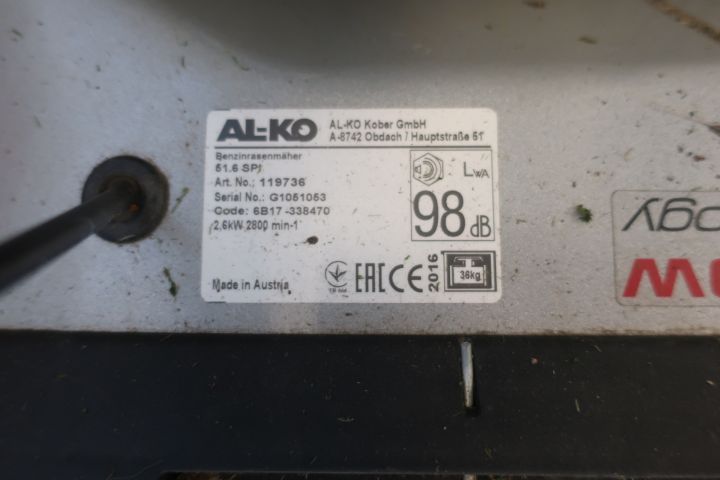 AL-KO
AL-KO Kober GmbH
A-8742 Obdach / Hauptstraße 51
Benzinrasenmäher
51.6 SPI
Art. No.: 119736
Serial No.: G1051053
Code: 6B17-338470
2,6kW 2800 min-1
LWA
98 dB
Made in Austria
EAC CE
2016
36kg
ogy
ow